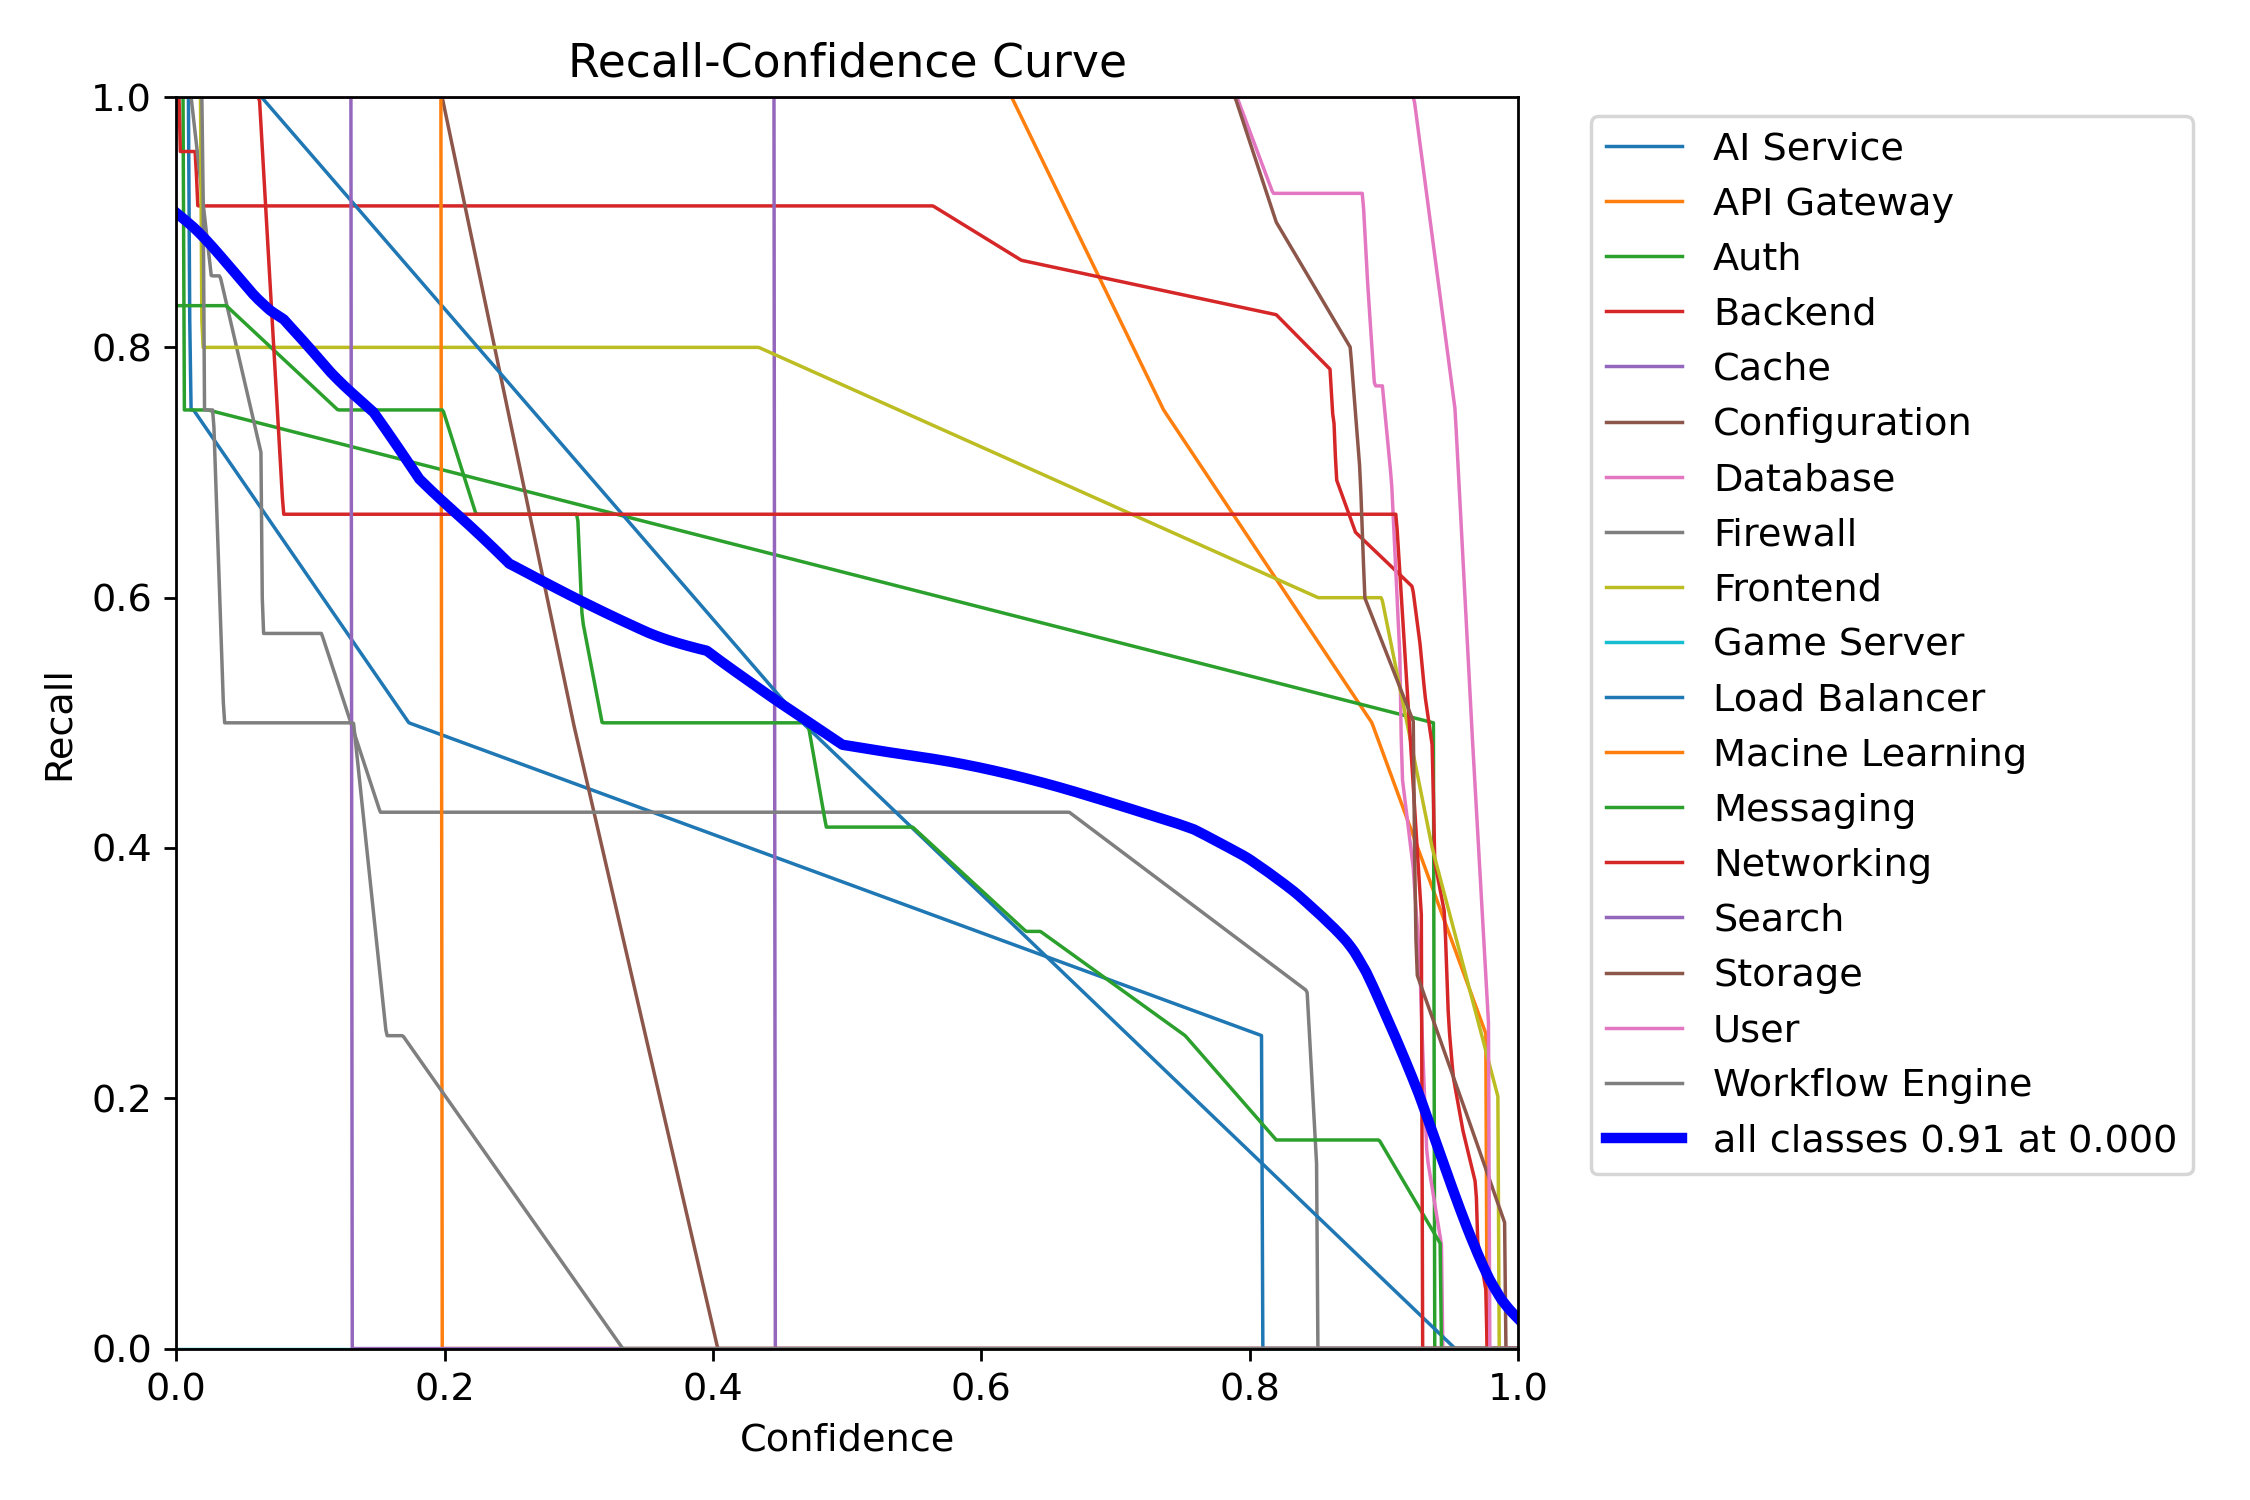 Recall-Confidence Curve
1.0
0.8
0.6
0.4
0.2
0.0
Recall
0.0 0.2 0.4 0.6 0.8 1.0
Confidence
AI Service
API Gateway
Auth
Backend
Cache
Configuration
Database
Firewall
Frontend
Game Server
Load Balancer
Macine Learning
Messaging
Networking
Search
Storage
User
Workflow Engine
all classes 0.91 at 0.000